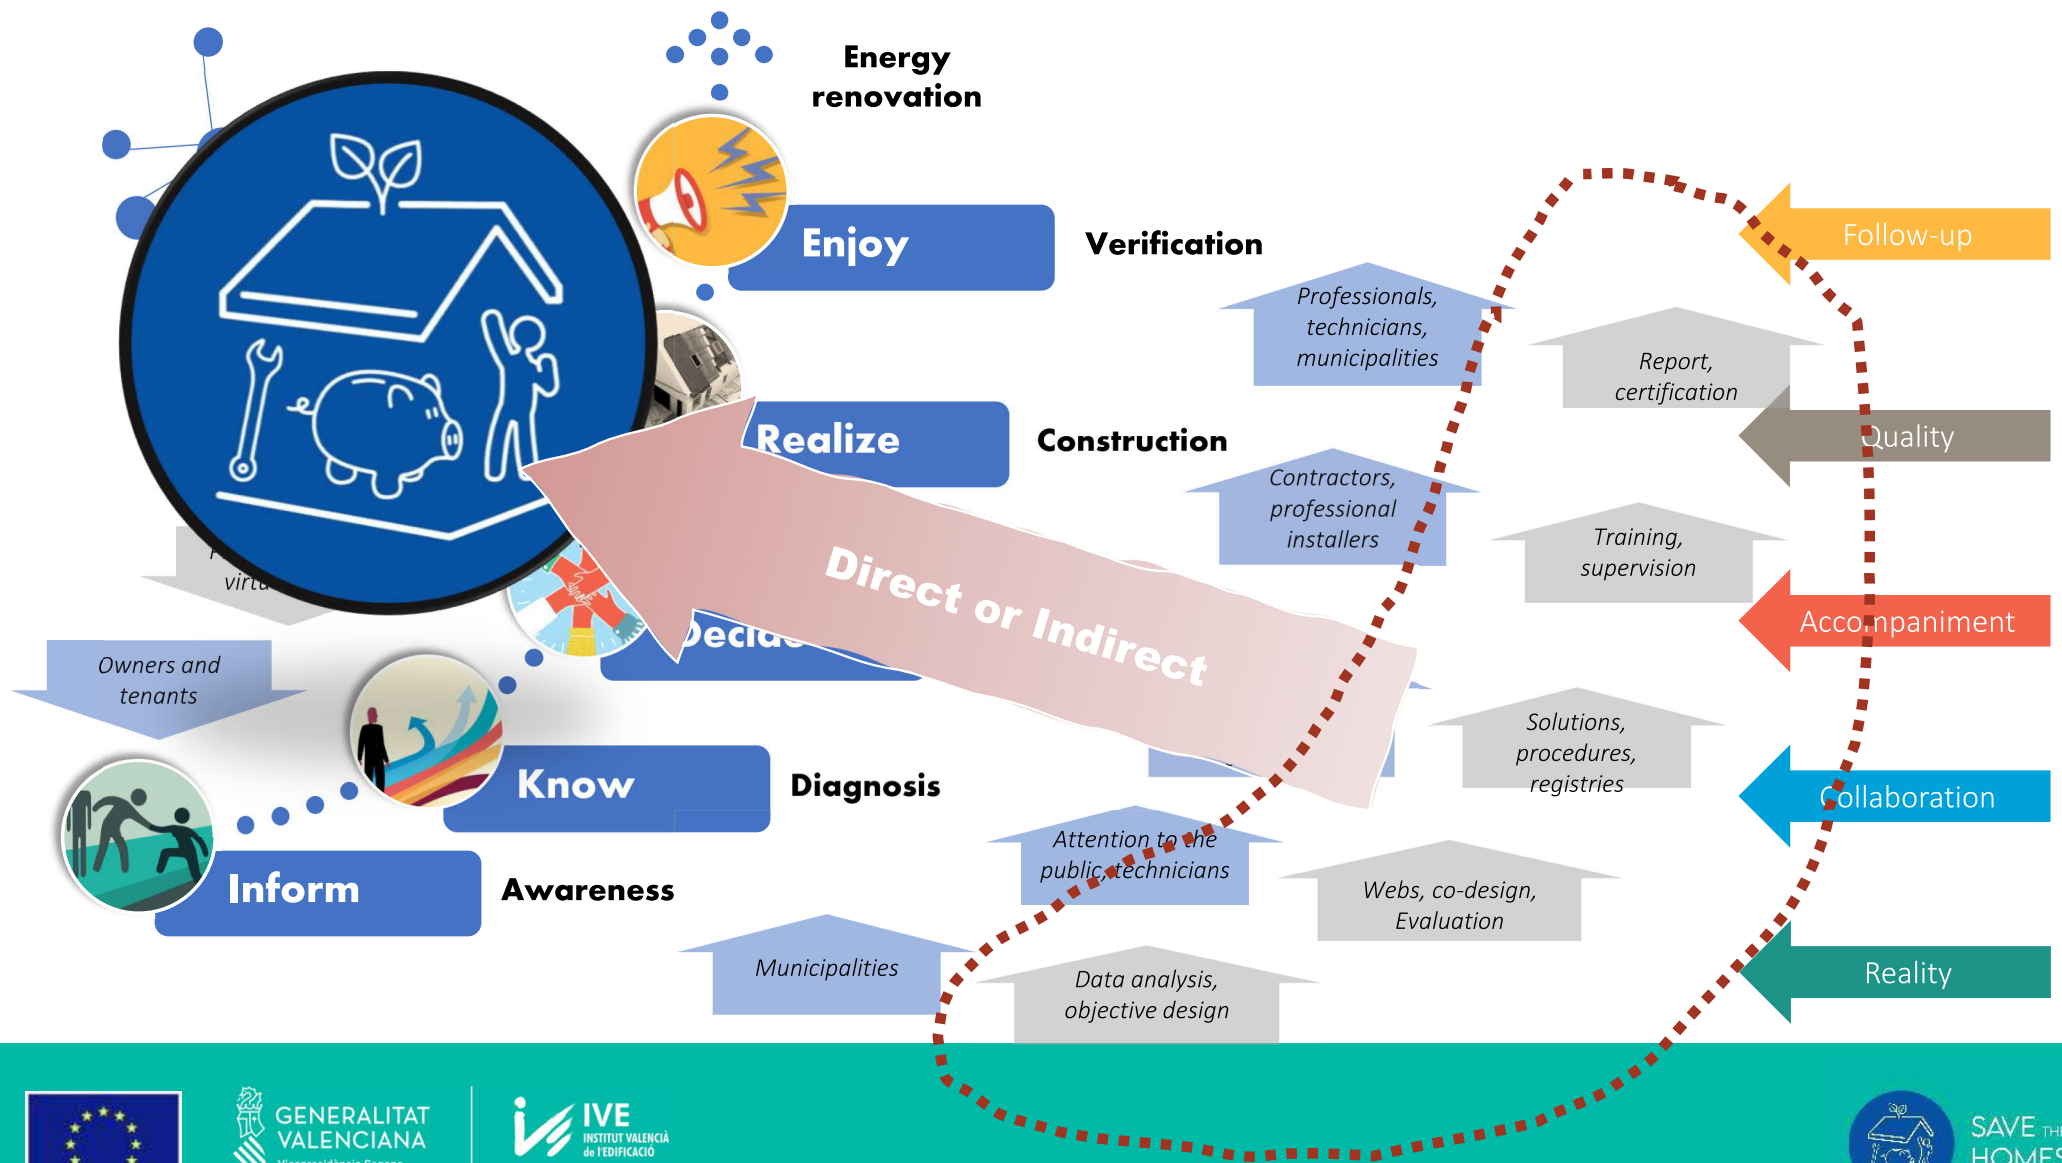 Energy
renovation
Enjoy
Verification
Follow-up
Professionals,
technicians,
municipalities
Report,
certification
Realize
Construction
Quality
Contractors,
professional
installers
Training,
supervision
Direct or Indirect
Accompaniment
Owners and
tenants
Solutions,
procedures,
registries
Know
Diagnosis
Collaboration
Attention to the
public, technicians
Webs, co-design,
Evaluation
Inform
Awareness
Municipalities
Data analysis,
objective design
Reality
GENERALITAT
VALENCIANA
IVE
INSTITUT VALENCIÀ
de l'EDIFICACIÓ
SAVE THE
HOMES